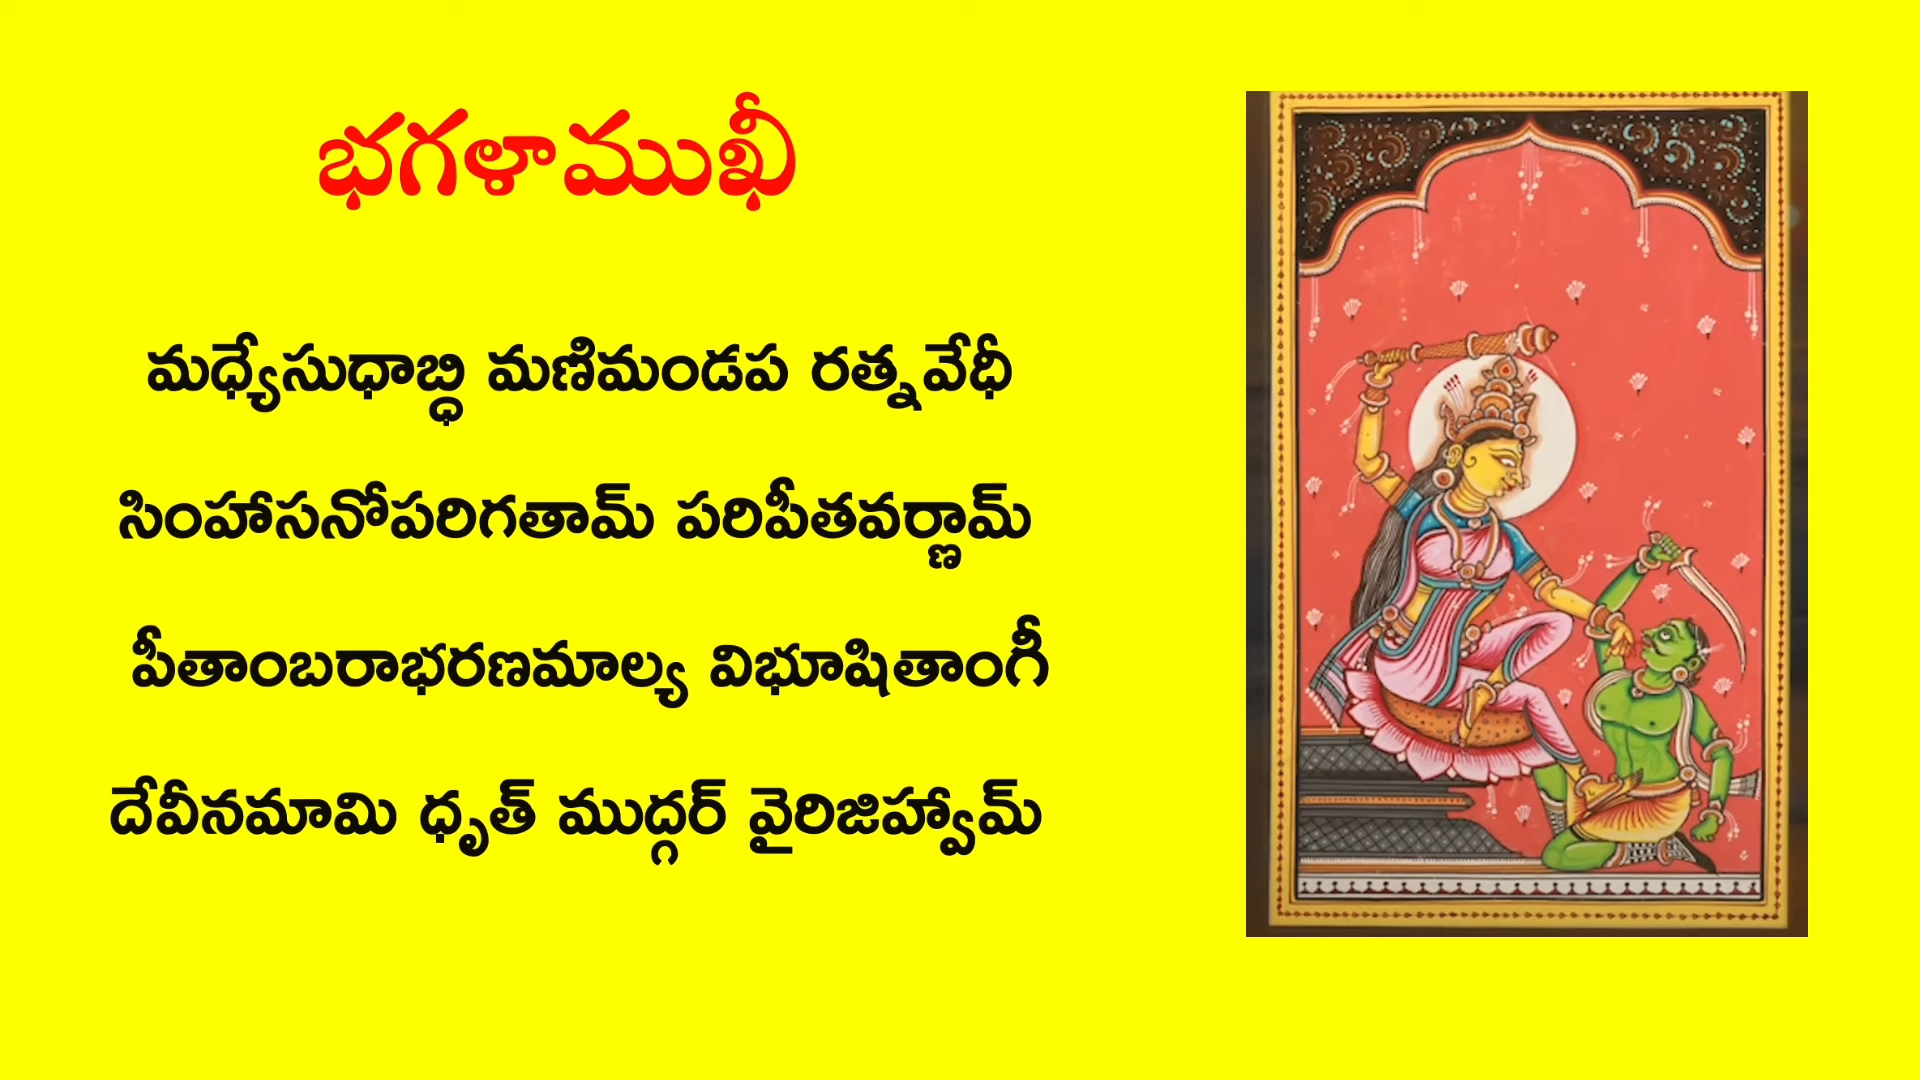 భగళాముఖీ
మధ్యేసుధాబ్ధి మణిమండప రత్నవేధీ
సింహాసనోపరిగతామ్ పరిపీతవర్ణామ్
పీతాంబరాభరణమాల్య విభూషితాంగీ
దేవీనమామి ధృత్ ముద్గర్ వైరిజిహ్వామ్